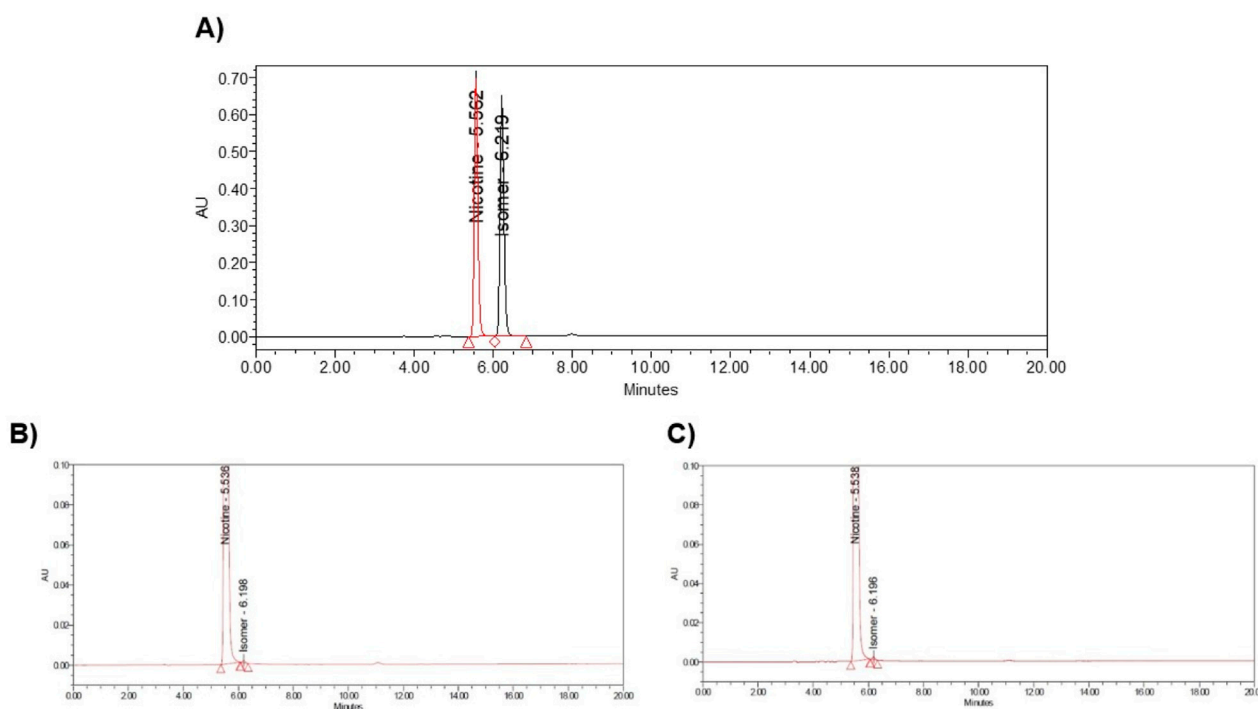 A)
0.70
0.60
0.50
0.40
0.30
0.20
0.10
0.00
AU
Nicotine - 5.562
Isomer - 6.219
0.00 2.00 4.00 6.00 8.00 10.00 12.00 14.00 16.00 18.00 20.00
Minutes
B)
0.10
0.08
0.06
0.04
0.02
0.00
AU
Nicotine - 5.536
Isomer - 6.198
0.00 2.00 4.00 6.00 8.00 10.00 12.00 14.00 16.00 18.00 20.00
Minutes
C)
0.10
0.08
0.06
0.04
0.02
0.00
AU
Nicotine - 5.538
Isomer - 6.196
0.00 2.00 4.00 6.00 8.00 10.00 12.00 14.00 16.00 18.00 20.00
Minutes